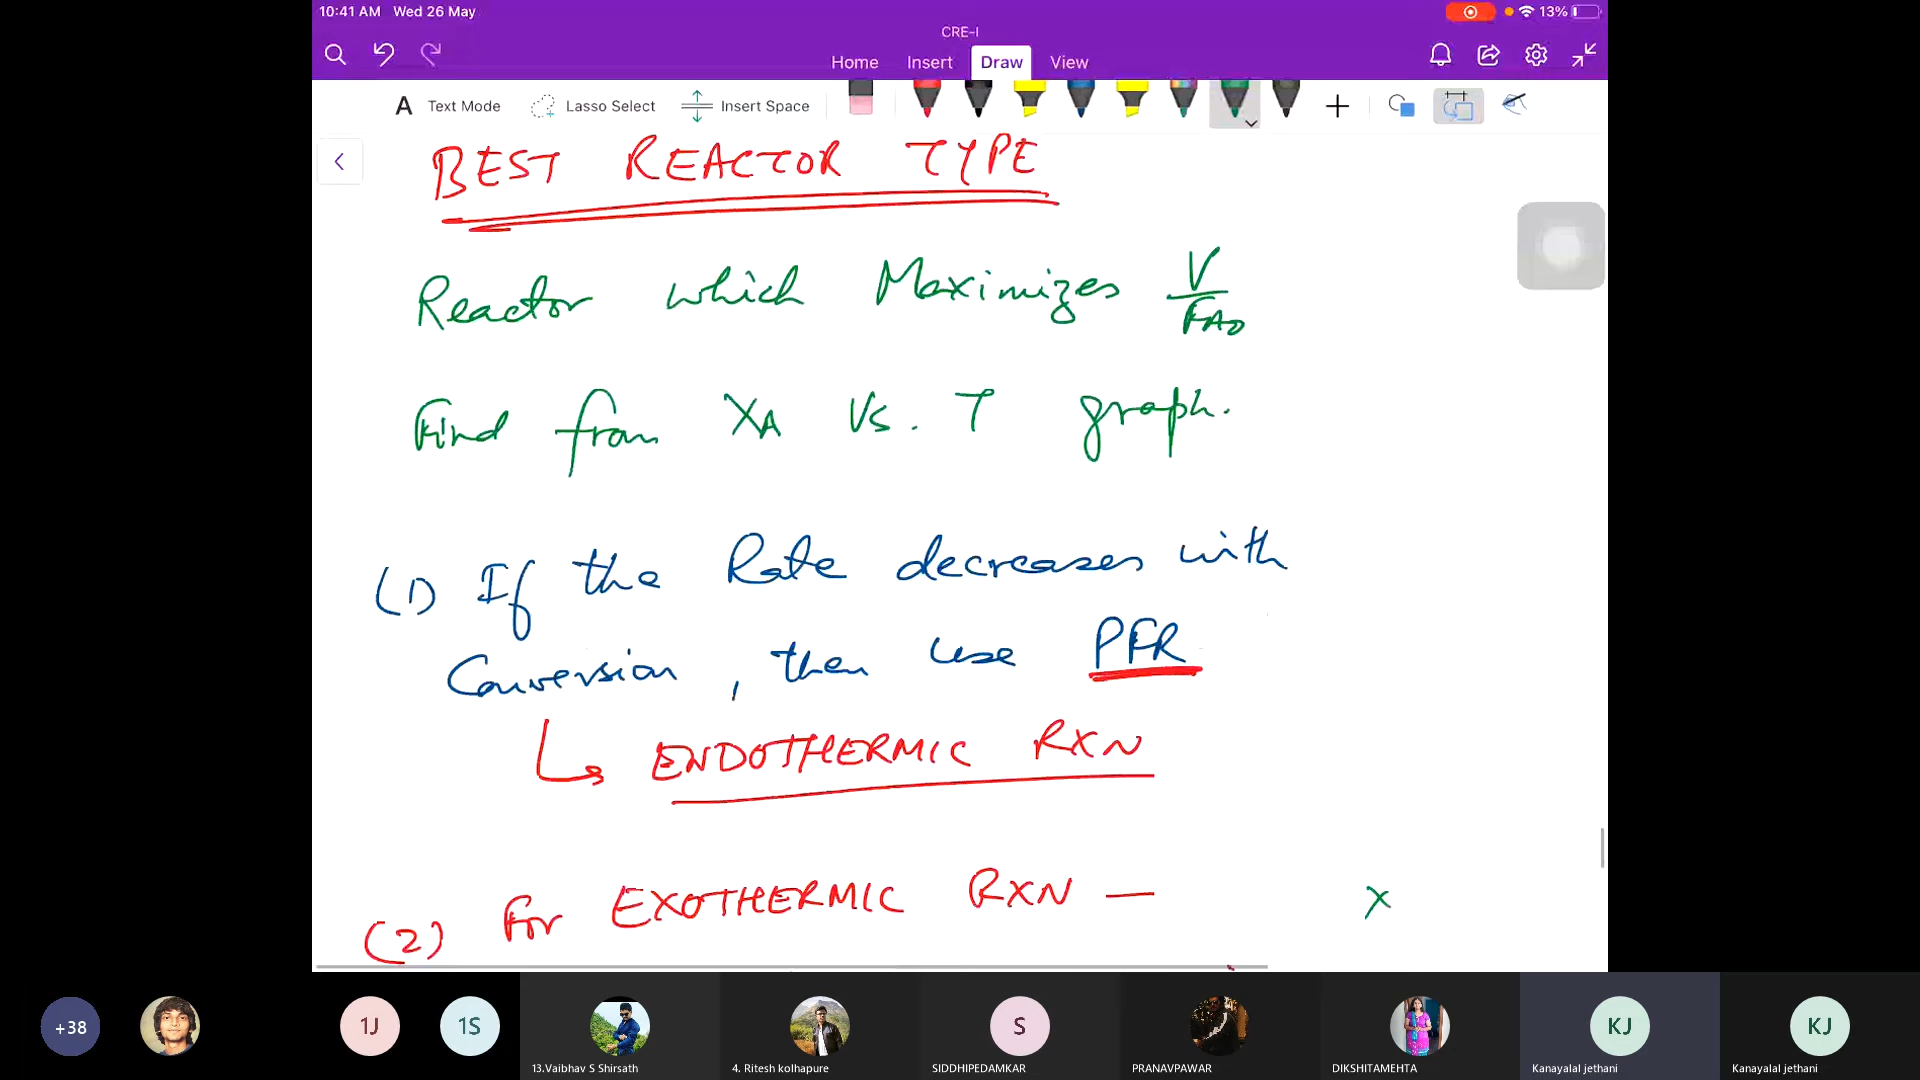 10:41 AM Wed 26 May
13%
CRE-I
Home Insert Draw View
A Text Mode Lasso Select Insert Space
BEST REACTOR TYPE
Reactor which Maximizes V/FA0
Find from XA Vs. T graph.
(1) If the Rate decreases with
Conversion, then use PFR
↳ ENDOTHERMIC RXN
(2) For EXOTHERMIC RXN —
X
+38 1J 1S S KJ KJ
13.Vaibhav S Shirsath 4. Ritesh kolhapure SIDDHIPEDAMKAR PRANAVPAWAR DIKSHITAMEHTA Kanayalal jethani Kanayalal jethani